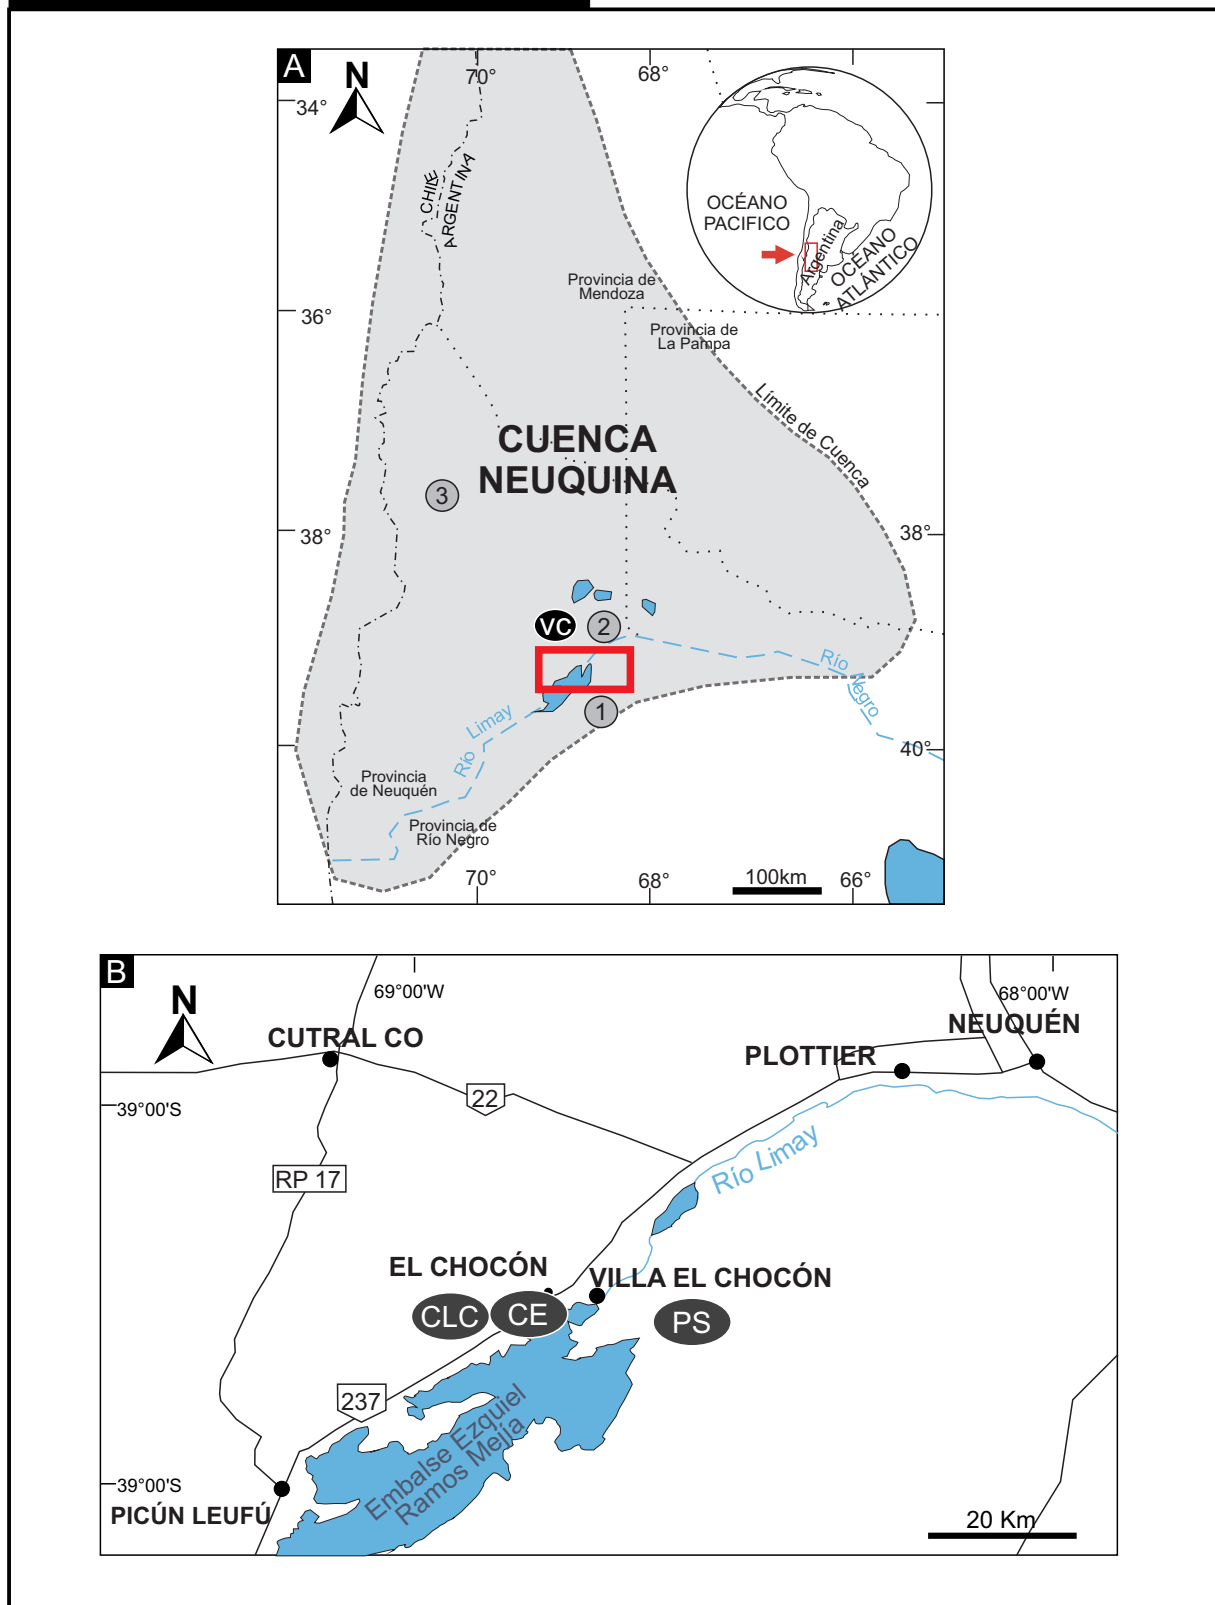 A
N
70°
68°
34°
CHILE
ARGENTINA
OCÉANO
PACIFICO
Argentina
OCÉANO
ATLÁNTICO
Provincia de
Mendoza
36°
Provincia de
La Pampa
Límite de Cuenca
CUENCA
NEUQUINA
3
38°
38°
VC
2
1
Río Limay
Río Negro
40°
Provincia
de Neuquén
Provincia de
Río Negro
70°
68°
100km
66°
B
N
69°00'W
68°00'W
CUTRAL CO
NEUQUÉN
PLOTTIER
22
39°00'S
Río Limay
RP 17
EL CHOCÓN
VILLA EL CHOCÓN
CLC
CE
PS
237
Embalse Ezquiel
Ramos Mejía
39°00'S
PICÚN LEUFÚ
20 Km